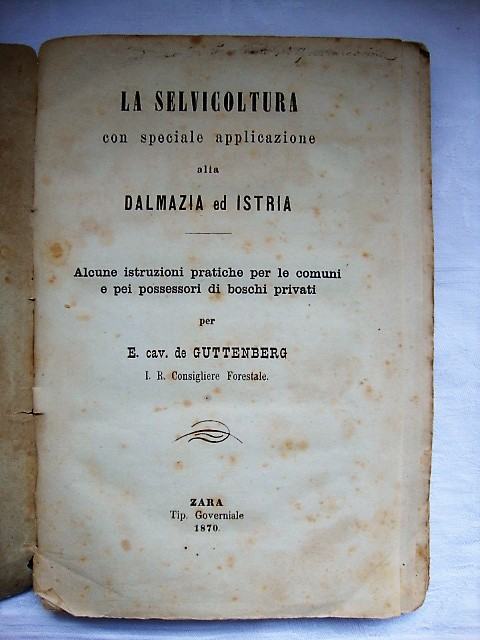 LA SELVICOLTURA
con speciale applicazione
alla
DALMAZIA ed ISTRIA
Alcune istruzioni pratiche per le comuni
e pei possessori di boschi privati
per
E. cav. de GUTTENBERG
I. R. Consigliere Forestale.
ZARA
Tip. Governiale
1870.